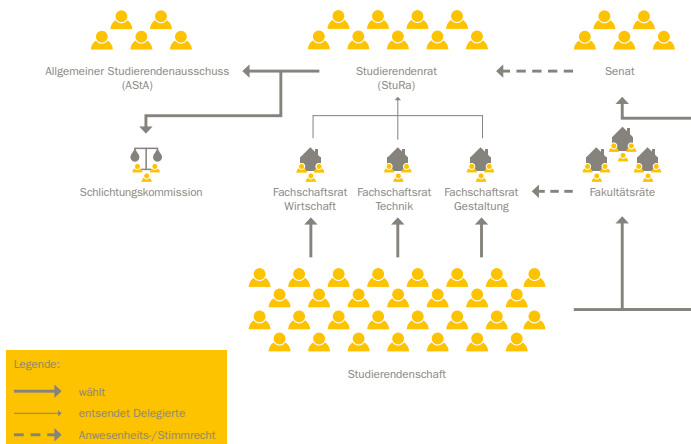 Allgemeiner Studierendenausschuss
(AStA)
Studierendenrat
(StuRa)
Senat
Schlichtungskommission
Fachschaftsrat
Wirtschaft
Fachschaftsrat
Technik
Fachschaftsrat
Gestaltung
Fakultätsräte
Studierendenschaft
Legende:
wählt
entsendet Delegierte
Anwesenheits-/Stimmrecht